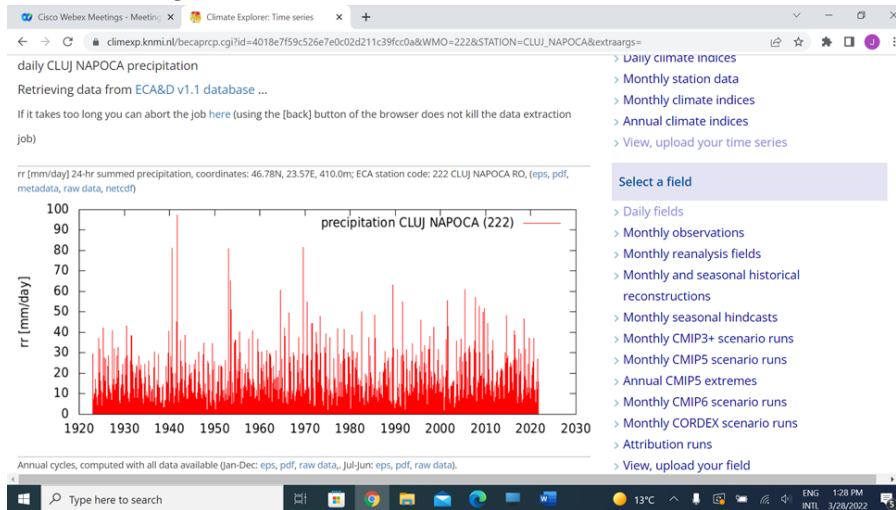 Cisco Webex Meetings - Meeting
Climate Explorer: Time series
climexp.knmi.nl/becaprcp.cgi?id=4018e7f59c526e7e0c02d211c39fcc0a&WMO=222&STATION=CLUJ_NAPOCA&extraargs=
J
daily CLUJ NAPOCA precipitation
Retrieving data from ECA&D v1.1 database ...
If it takes too long you can abort the job here (using the [back] button of the browser does not kill the data extraction
job)
rr [mm/day] 24-hr summed precipitation, coordinates: 46.78N, 23.57E, 410.0m; ECA station code: 222 CLUJ NAPOCA RO, (eps, pdf,
metadata, raw data, netcdf)
precipitation CLUJ NAPOCA (222)
rr [mm/day]
100
90
80
70
60
50
40
30
20
10
0
1920 1930 1940 1950 1960 1970 1980 1990 2000 2010 2020 2030
Annual cycles, computed with all data available (Jan-Dec: eps, pdf, raw data,. Jul-Jun: eps, pdf, raw data).
> Daily climate indices
> Monthly station data
> Monthly climate indices
> Annual climate indices
> View, upload your time series
Select a field
> Daily fields
> Monthly observations
> Monthly reanalysis fields
> Monthly and seasonal historical
reconstructions
> Monthly seasonal hindcasts
> Monthly CMIP3+ scenario runs
> Monthly CMIP5 scenario runs
> Annual CMIP5 extremes
> Monthly CMIP6 scenario runs
> Monthly CORDEX scenario runs
> Attribution runs
> View, upload your field
Type here to search
13°C
ENG
INTL
1:28 PM
3/28/2022